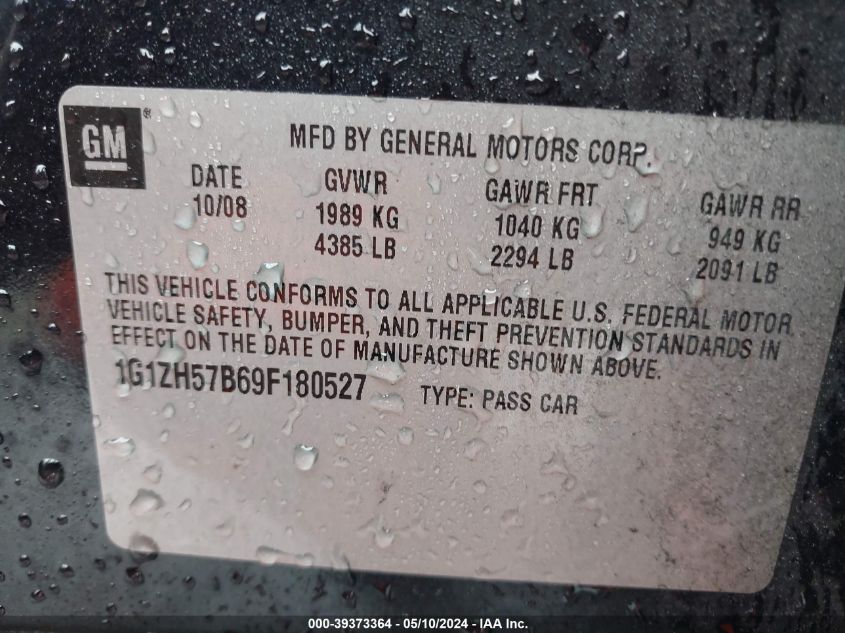 GM®
MFD BY GENERAL MOTORS CORP.
DATE GVWR GAWR FRT GAWR RR
10/08 1989 KG 1040 KG 949 KG
4385 LB 2294 LB 2091 LB
THIS VEHICLE CONFORMS TO ALL APPLICABLE U.S. FEDERAL MOTOR
VEHICLE SAFETY, BUMPER, AND THEFT PREVENTION STANDARDS IN
EFFECT ON THE DATE OF MANUFACTURE SHOWN ABOVE.
1G1ZH57B69F180527 TYPE: PASS CAR
000-39373364 - 05/10/2024 - IAA Inc.